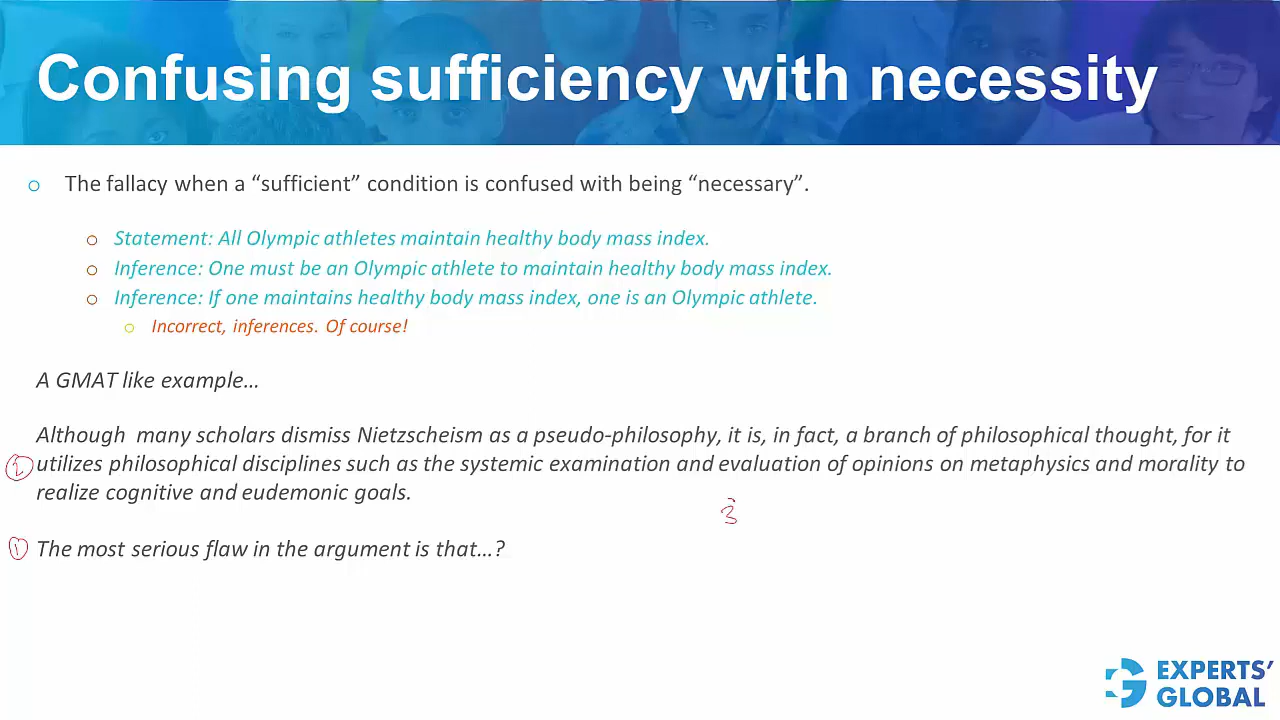 Confusing sufficiency with necessity
The fallacy when a “sufficient” condition is confused with being “necessary”.
Statement: All Olympic athletes maintain healthy body mass index.
Inference: One must be an Olympic athlete to maintain healthy body mass index.
Inference: If one maintains healthy body mass index, one is an Olympic athlete.
Incorrect, inferences. Of course!
A GMAT like example…
Although many scholars dismiss Nietzscheism as a pseudo-philosophy, it is, in fact, a branch of philosophical thought, for it
2 utilizes philosophical disciplines such as the systemic examination and evaluation of opinions on metaphysics and morality to
realize cognitive and eudemonic goals.
3
1 The most serious flaw in the argument is that…?
EXPERTS’
GLOBAL